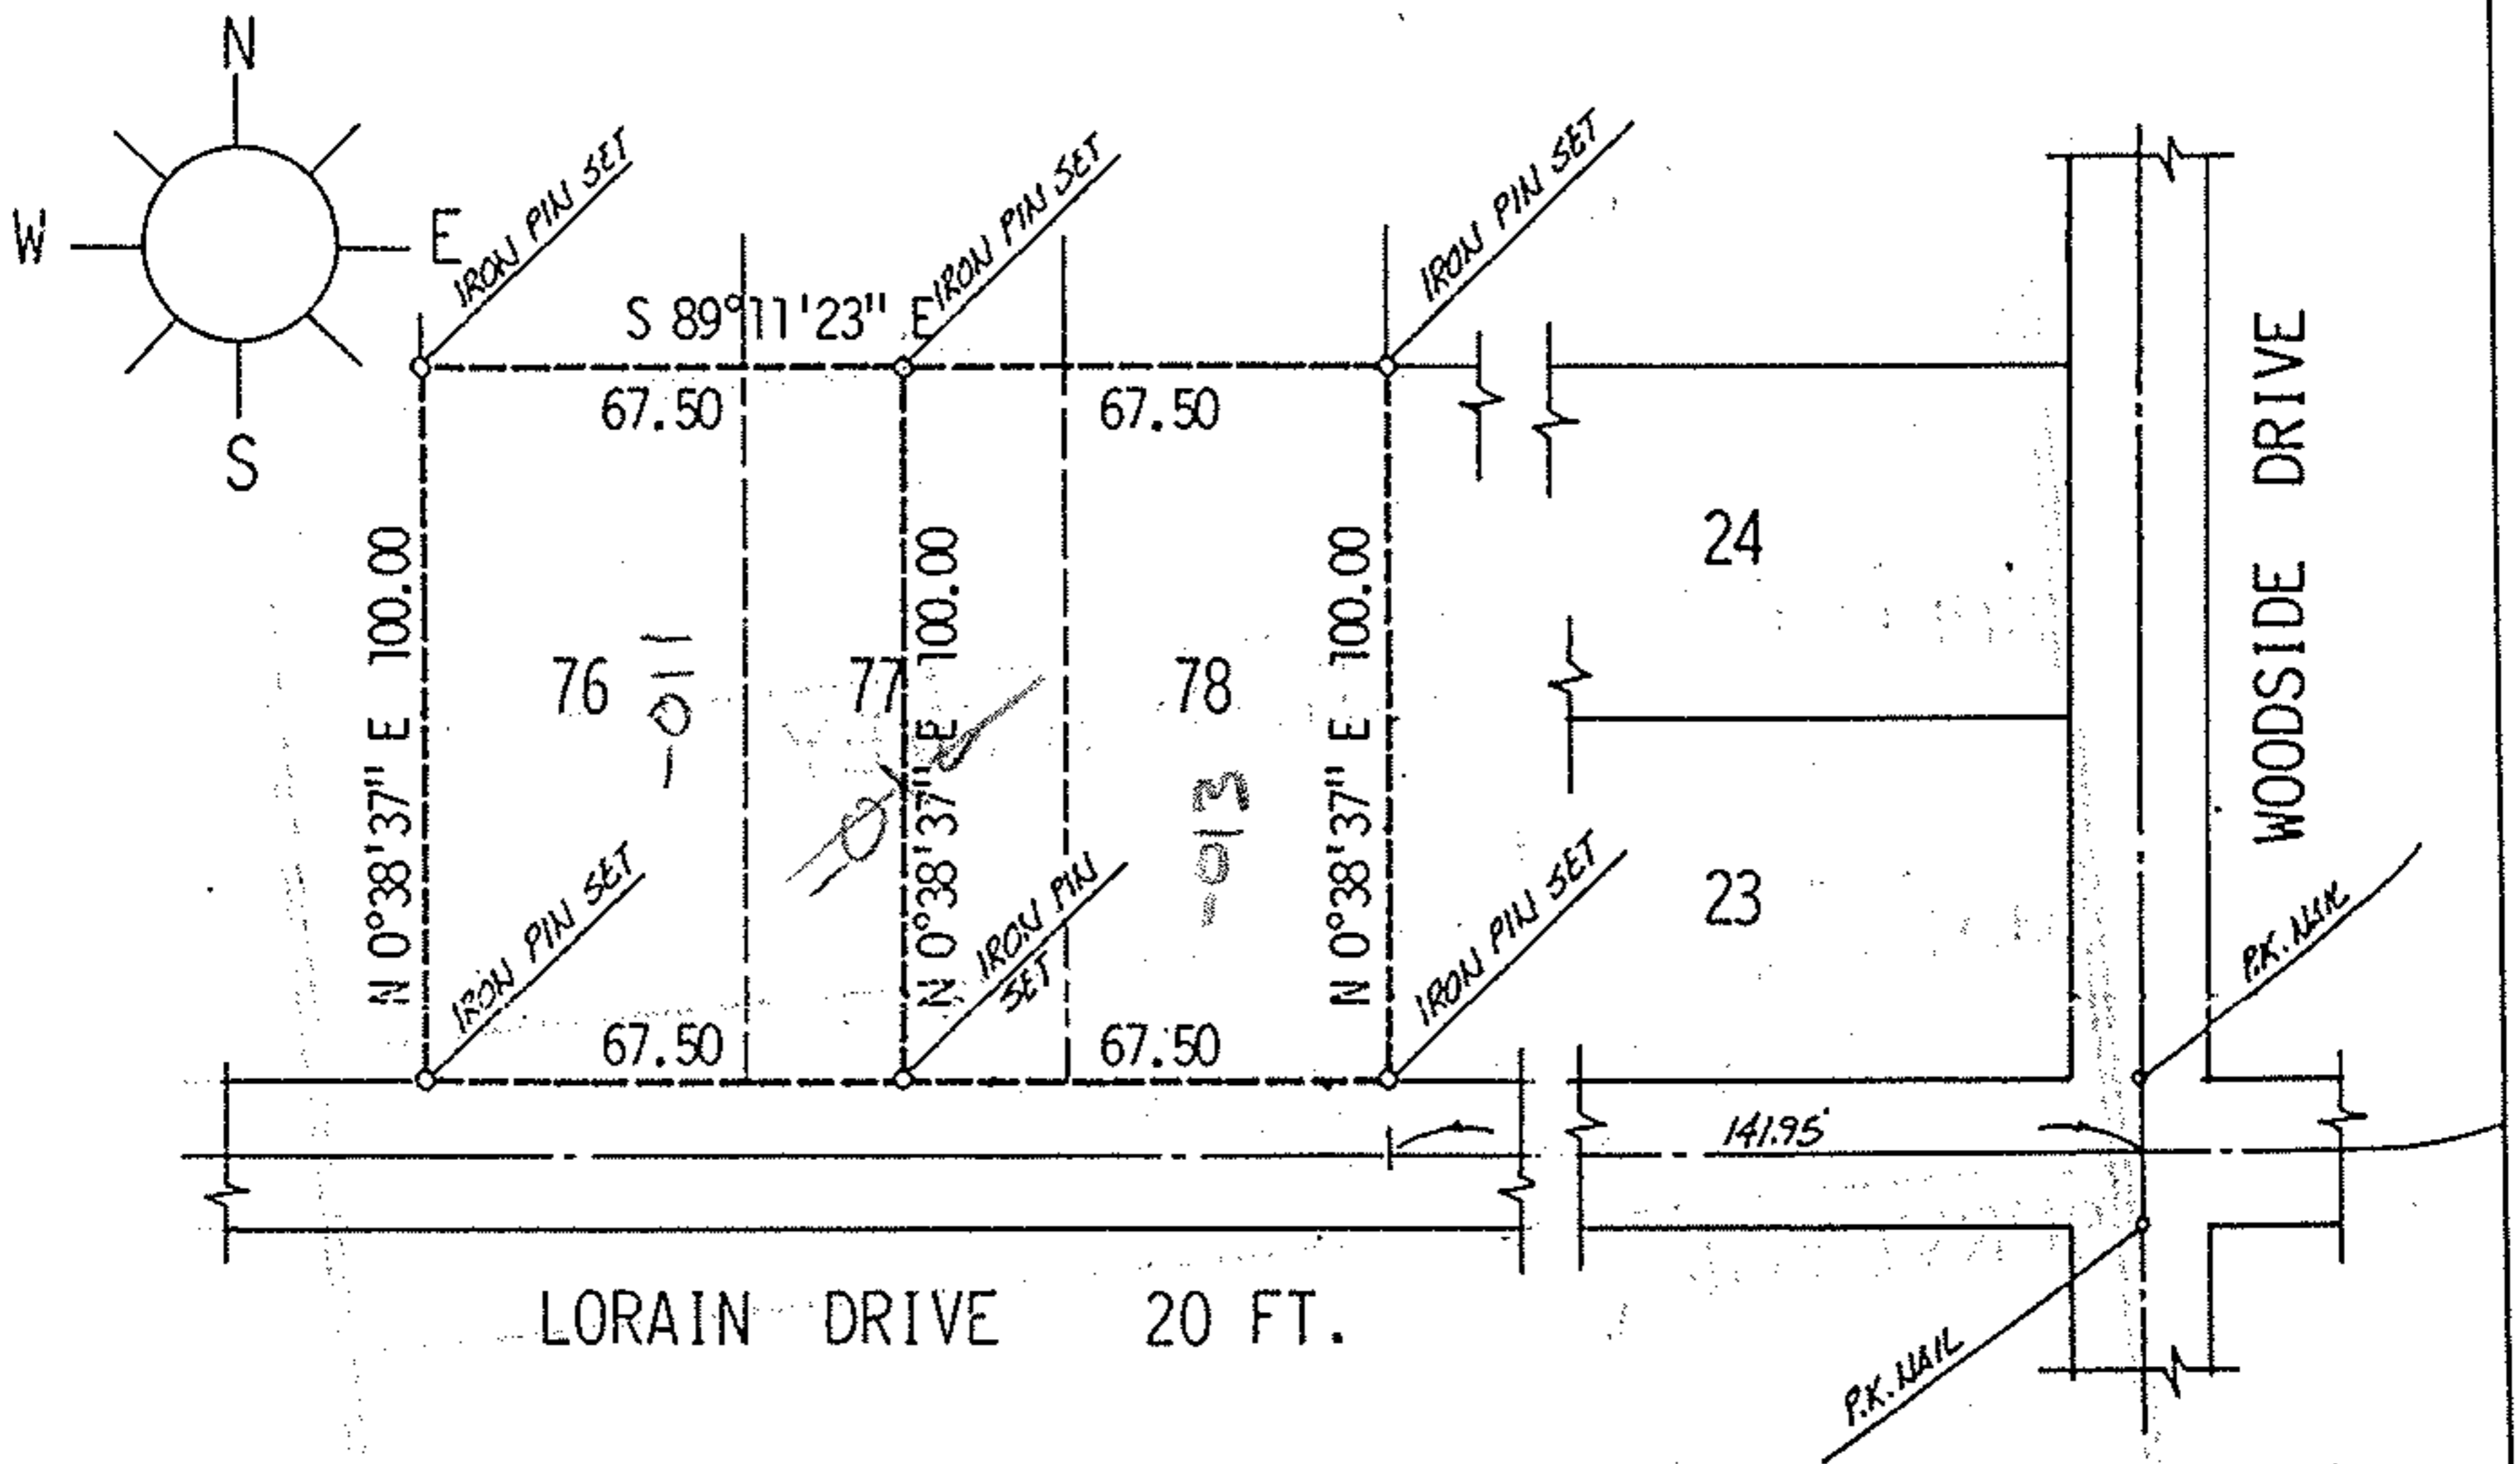 N
W
E
S
IRON PIN SET
IRON PIN SET
IRON PIN SET
S 89°11'23" E
67.50
67.50
N 0°38'37" E 100.00
N 0°38'37" E 100.00
N 0°38'37" E 100.00
76
77
78
24
23
WOODSIDE DRIVE
IRON PIN SET
IRON PIN
SET
IRON PIN SET
P.K. NAIL
67.50
67.50
141.95'
LORAIN DRIVE 20 FT.
P.K. NAIL